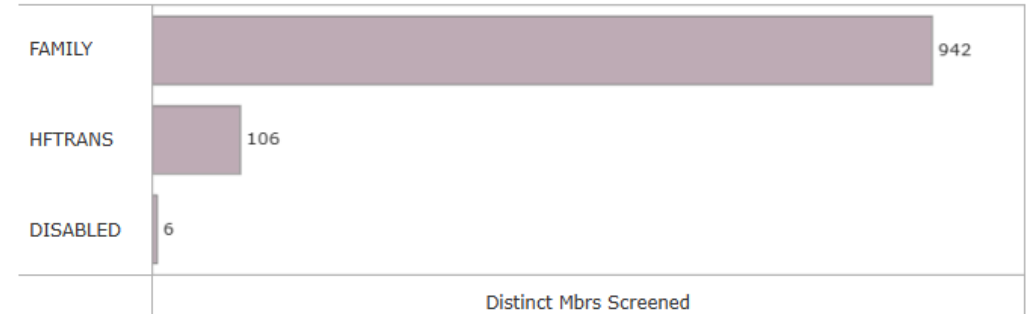 FAMILY 942
HFTRANS 106
DISABLED 6
Distinct Mbrs Screened